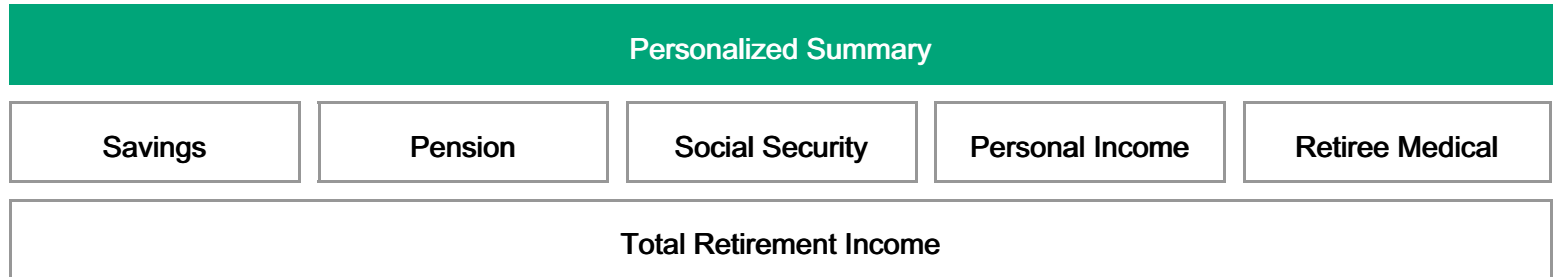 Personalized Summary
Savings Pension Social Security Personal Income Retiree Medical
Total Retirement Income